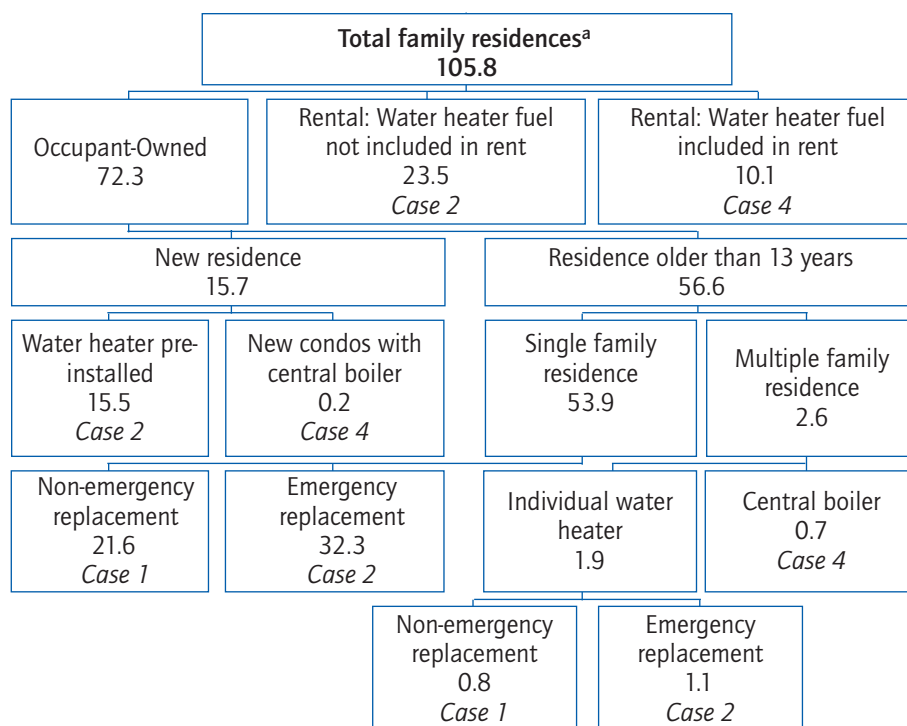 Total family residencesᵃ
105.8
Occupant-Owned
72.3
Rental: Water heater fuel
not included in rent
23.5
Case 2
Rental: Water heater fuel
included in rent
10.1
Case 4
New residence
15.7
Residence older than 13 years
56.6
Water heater pre-
installed
15.5
Case 2
New condos with
central boiler
0.2
Case 4
Single family
residence
53.9
Multiple family
residence
2.6
Non-emergency
replacement
21.6
Case 1
Emergency
replacement
32.3
Case 2
Individual water
heater
1.9
Central boiler
0.7
Case 4
Non-emergency
replacement
0.8
Case 1
Emergency
replacement
1.1
Case 2